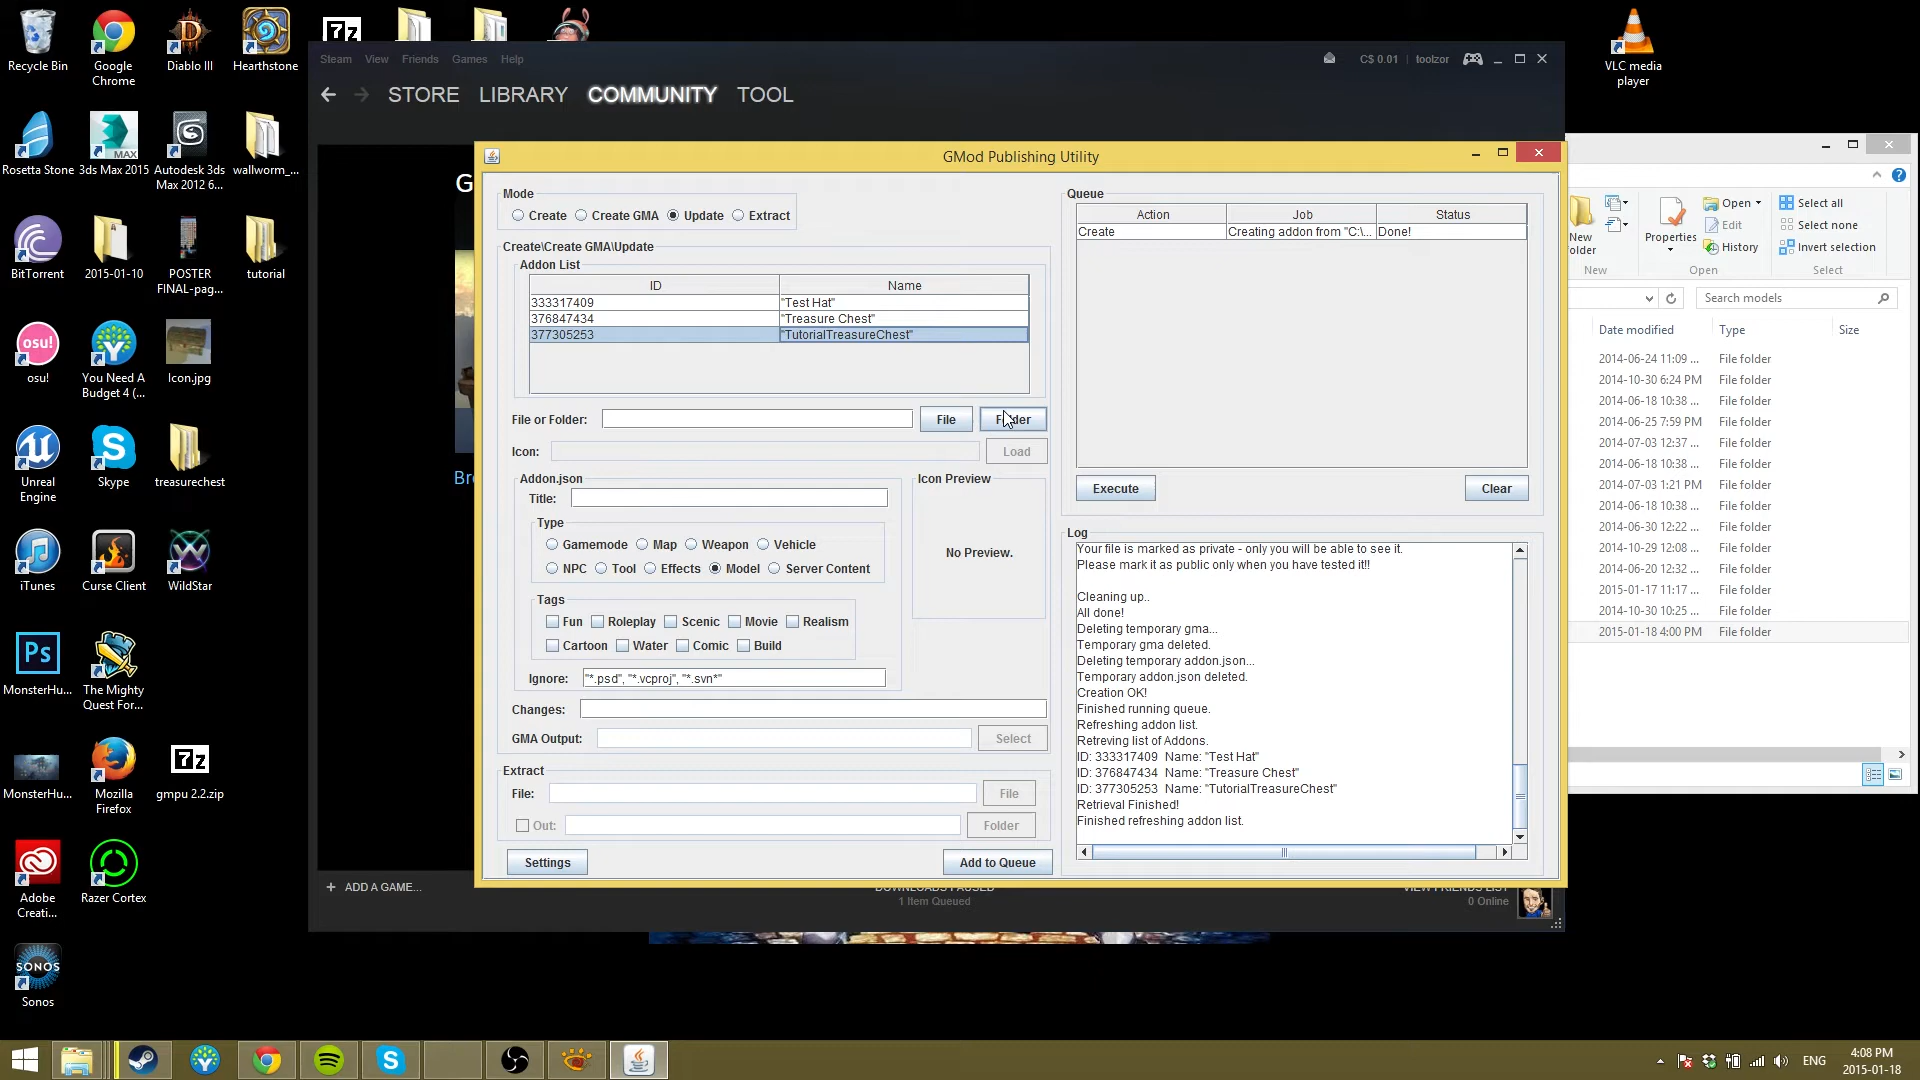 Recycle Bin
Google Chrome
Diablo III
Hearthstone
Rosetta Stone
3ds Max 2015
Autodesk 3ds Max 2012 6...
wallworm_...
BitTorrent
2015-01-10
POSTER FINAL-pag...
tutorial
osu!
You Need A Budget 4 (...
Icon.jpg
Unreal Engine
Skype
treasurechest
iTunes
Curse Client
WildStar
MonsterHu...
The Mighty Quest For...
MonsterHu...
Mozilla Firefox
gmpu 2.2.zip
Adobe Creati...
Razer Cortex
Sonos
VLC media player
Steam View Friends Games Help
C$ 0.01 | toolzor
STORE LIBRARY COMMUNITY TOOL
GMod Publishing Utility
Mode
Create Create GMA Update Extract
Create\Create GMA\Update
Addon List
ID Name
333317409 "Test Hat"
376847434 "Treasure Chest"
377305253 "TutorialTreasureChest"
File or Folder: File Folder
Icon: Load
Addon.json
Title:
Type
Gamemode Map Weapon Vehicle
NPC Tool Effects Model Server Content
Tags
Fun Roleplay Scenic Movie Realism
Cartoon Water Comic Build
Ignore: "*.psd", "*.vcproj", "*.svn*"
Icon Preview
No Preview.
Changes:
GMA Output: Select
Extract
File: File
Out: Folder
Settings Add to Queue
Queue
Action Job Status
Create Creating addon from "C:\... Done!
Execute Clear
Log
Your file is marked as private - only you will be able to see it.
Please mark it as public only when you have tested it!!
Cleaning up..
All done!
Deleting temporary gma...
Temporary gma deleted.
Deleting temporary addon.json...
Temporary addon.json deleted.
Creation OK!
Finished running queue.
Refreshing addon list.
Retreving list of Addons.
ID: 333317409 Name: "Test Hat"
ID: 376847434 Name: "Treasure Chest"
ID: 377305253 Name: "TutorialTreasureChest"
Retrieval Finished!
Finished refreshing addon list.
+ ADD A GAME...
DOWNLOADS PAUSED
1 Item Queued
VIEW FRIENDS LIST
0 Online
New folder
Properties
Open
Edit
History
Select all
Select none
Invert selection
New Open Select
Search models
Date modified Type Size
2014-06-24 11:09 ... File folder
2014-10-30 6:24 PM File folder
2014-06-18 10:38 ... File folder
2014-06-25 7:59 PM File folder
2014-07-03 12:37 ... File folder
2014-06-18 10:38 ... File folder
2014-07-03 1:21 PM File folder
2014-06-18 10:38 ... File folder
2014-06-30 12:22 ... File folder
2014-10-29 12:08 ... File folder
2014-06-20 12:32 ... File folder
2015-01-17 11:17 ... File folder
2014-10-30 10:25 ... File folder
2015-01-18 4:00 PM File folder
ENG
4:08 PM
2015-01-18